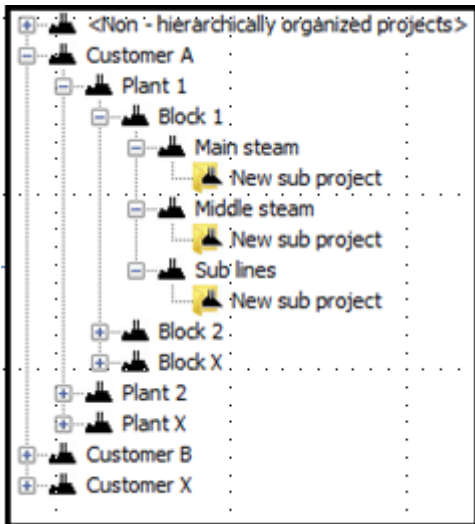 <Non - hierarchically organized projects>
Customer A
Plant 1
Block 1
Main steam
New sub project
Middle steam
New sub project
Sub lines
New sub project
Block 2
Block X
Plant 2
Plant X
Customer B
Customer X